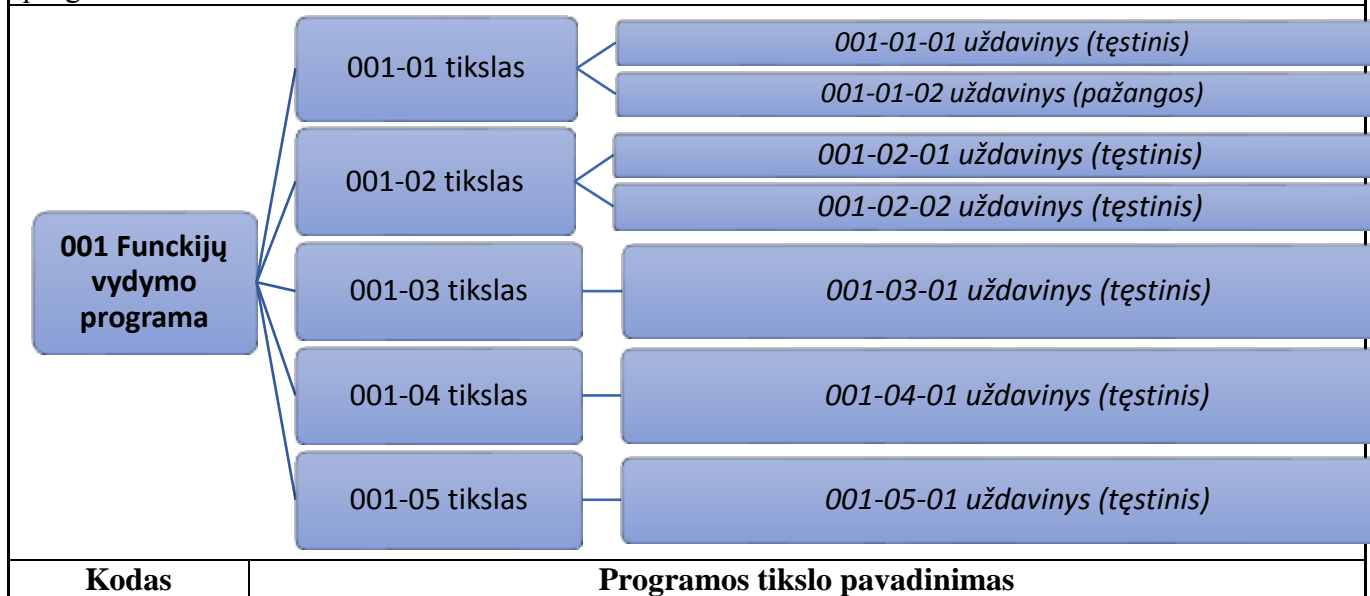 001-01 tikslas
001-01-01 uždavinys (tęstinis)
001-01-02 uždavinys (pažangos)
001-02 tikslas
001-02-01 uždavinys (tęstinis)
001-02-02 uždavinys (tęstinis)
001 Funckijų
vydymo
programa
001-03 tikslas
001-03-01 uždavinys (tęstinis)
001-04 tikslas
001-04-01 uždavinys (tęstinis)
001-05 tikslas
001-05-01 uždavinys (tęstinis)
Kodas
Programos tikslo pavadinimas